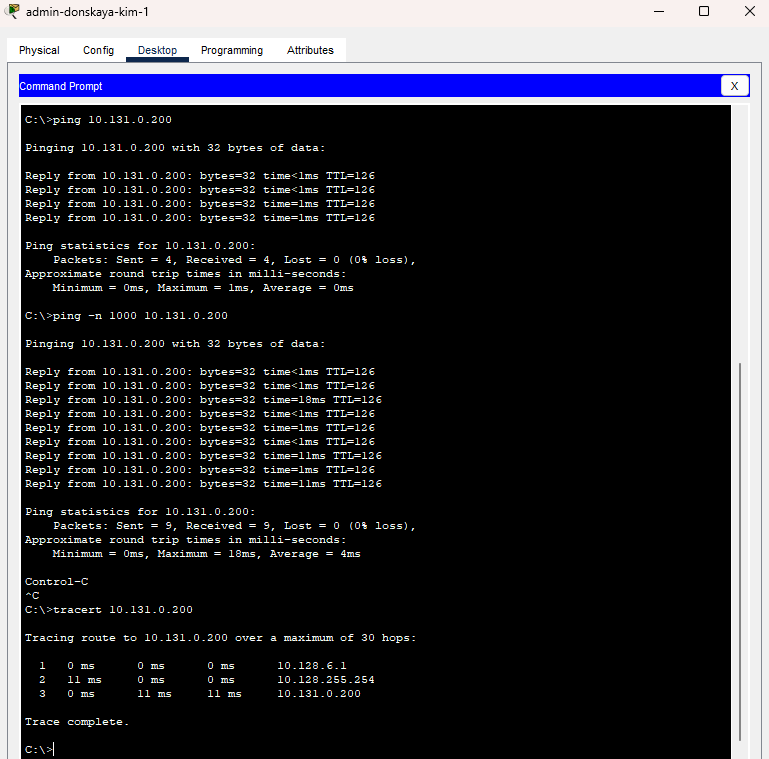 admin-donskaya-kim-1
Physical Config Desktop Programming Attributes
Command Prompt
X
C:\>ping 10.131.0.200
Pinging 10.131.0.200 with 32 bytes of data:
Reply from 10.131.0.200: bytes=32 time<1ms TTL=126
Reply from 10.131.0.200: bytes=32 time<1ms TTL=126
Reply from 10.131.0.200: bytes=32 time=1ms TTL=126
Reply from 10.131.0.200: bytes=32 time=1ms TTL=126
Ping statistics for 10.131.0.200:
Packets: Sent = 4, Received = 4, Lost = 0 (0% loss),
Approximate round trip times in milli-seconds:
Minimum = 0ms, Maximum = 1ms, Average = 0ms
C:\>ping -n 1000 10.131.0.200
Pinging 10.131.0.200 with 32 bytes of data:
Reply from 10.131.0.200: bytes=32 time<1ms TTL=126
Reply from 10.131.0.200: bytes=32 time<1ms TTL=126
Reply from 10.131.0.200: bytes=32 time=18ms TTL=126
Reply from 10.131.0.200: bytes=32 time<1ms TTL=126
Reply from 10.131.0.200: bytes=32 time=1ms TTL=126
Reply from 10.131.0.200: bytes=32 time<1ms TTL=126
Reply from 10.131.0.200: bytes=32 time=11ms TTL=126
Reply from 10.131.0.200: bytes=32 time=1ms TTL=126
Reply from 10.131.0.200: bytes=32 time=11ms TTL=126
Ping statistics for 10.131.0.200:
Packets: Sent = 9, Received = 9, Lost = 0 (0% loss),
Approximate round trip times in milli-seconds:
Minimum = 0ms, Maximum = 18ms, Average = 4ms
Control-C
^C
C:\>tracert 10.131.0.200
Tracing route to 10.131.0.200 over a maximum of 30 hops:
1 0 ms 0 ms 0 ms 10.128.6.1
2 11 ms 0 ms 0 ms 10.128.255.254
3 0 ms 11 ms 11 ms 10.131.0.200
Trace complete.
C:\>